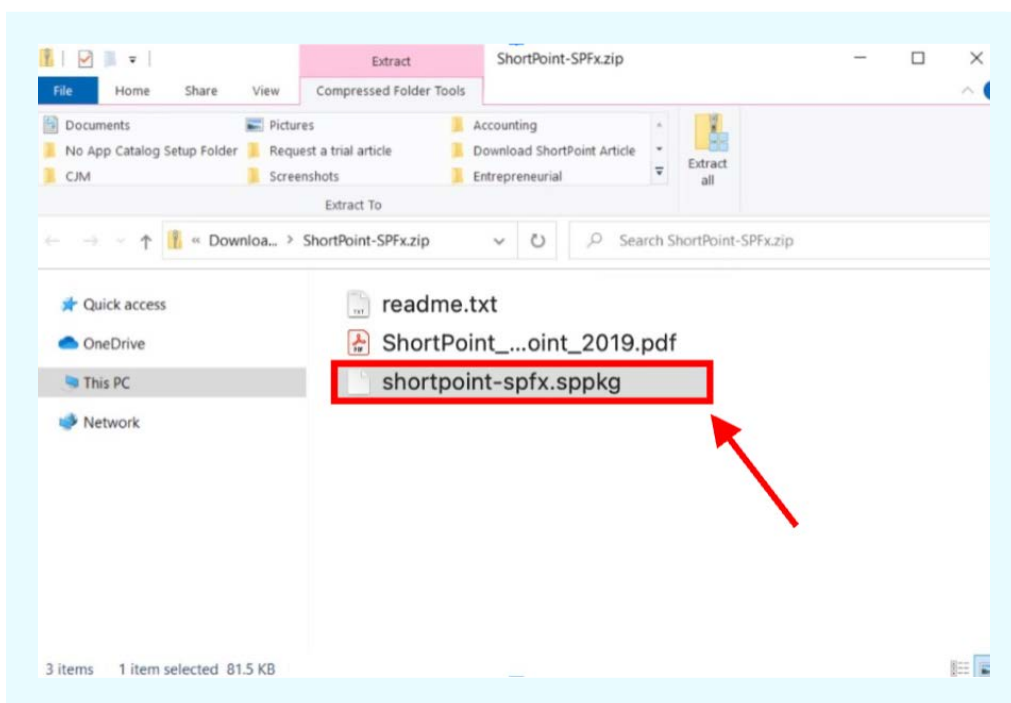 Extract
ShortPoint-SPFx.zip
File Home Share View Compressed Folder Tools
Documents Pictures Accounting
No App Catalog Setup Folder Request a trial article Download ShortPoint Article
CJM Screenshots Entrepreneurial
Extract all
Extract To
« Downloa... > ShortPoint-SPFx.zip Search ShortPoint-SPFx.zip
Quick access
OneDrive
This PC
Network
TXT readme.txt
PDF ShortPoint_...oint_2019.pdf
shortpoint-spfx.sppkg
3 items 1 item selected 81.5 KB